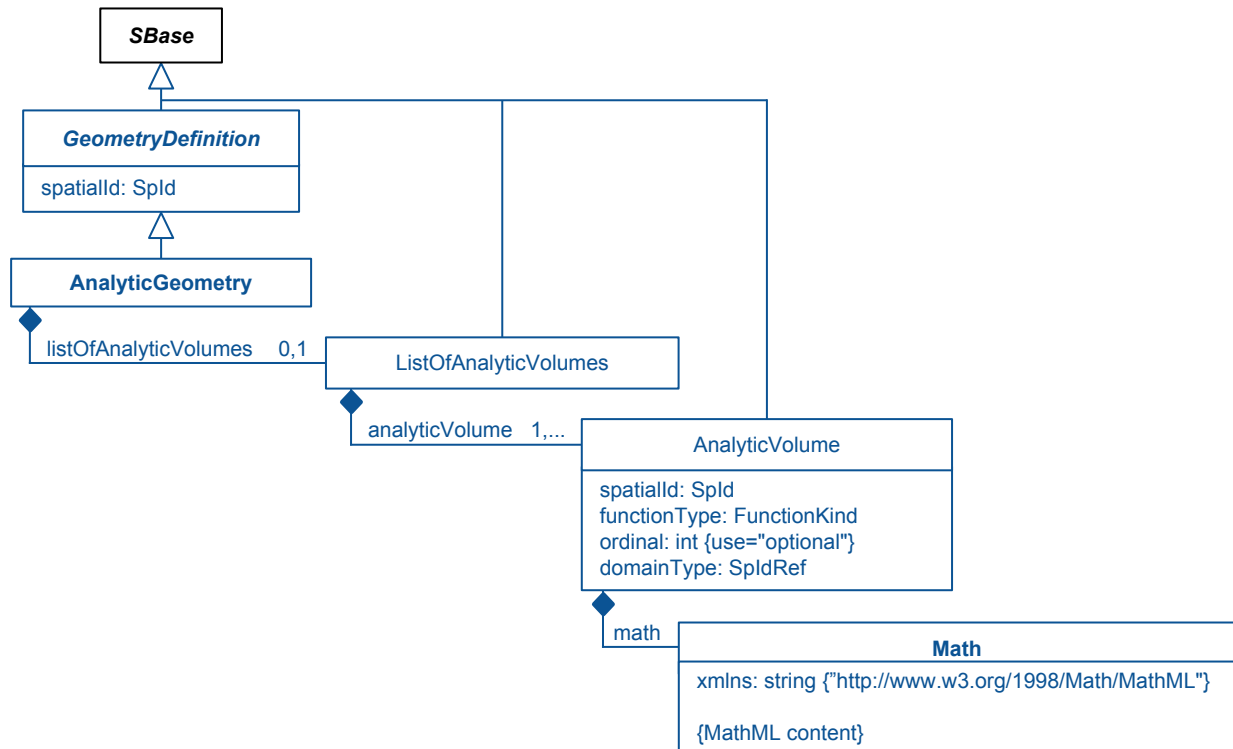 SBase
GeometryDefinition
spatialId: SpId
AnalyticGeometry
listOfAnalyticVolumes 0,1
ListOfAnalyticVolumes
analyticVolume 1,...
AnalyticVolume
spatialId: SpId
functionType: FunctionKind
ordinal: int {use="optional"}
domainType: SpIdRef
math
Math
xmlns: string {”http://www.w3.org/1998/Math/MathML"}
{MathML content}